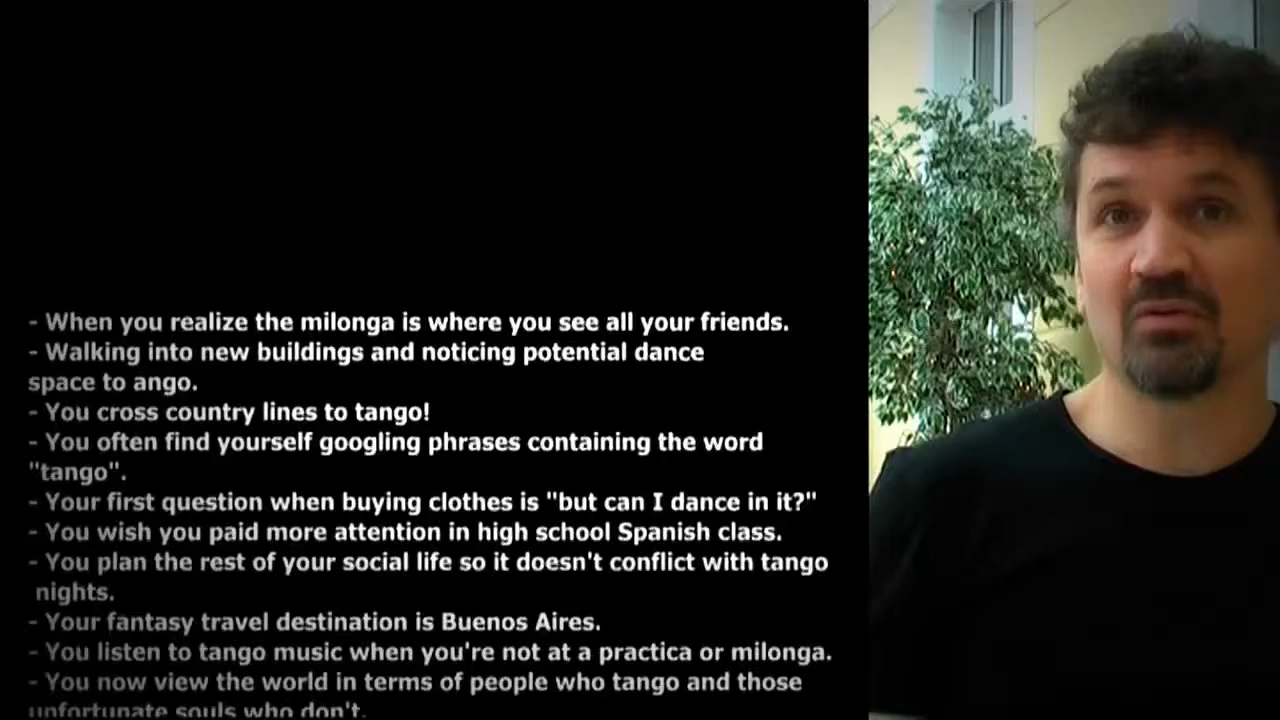 - When you realize the milonga is where you see all your friends.
- Walking into new buildings and noticing potential dance
space to ango.
- You cross country lines to tango!
- You often find yourself googling phrases containing the word
"tango".
- Your first question when buying clothes is "but can I dance in it?"
- You wish you paid more attention in high school Spanish class.
- You plan the rest of your social life so it doesn't conflict with tango
nights.
- Your fantasy travel destination is Buenos Aires.
- You listen to tango music when you're not at a practica or milonga.
- You now view the world in terms of people who tango and those
unfortunate souls who don't.